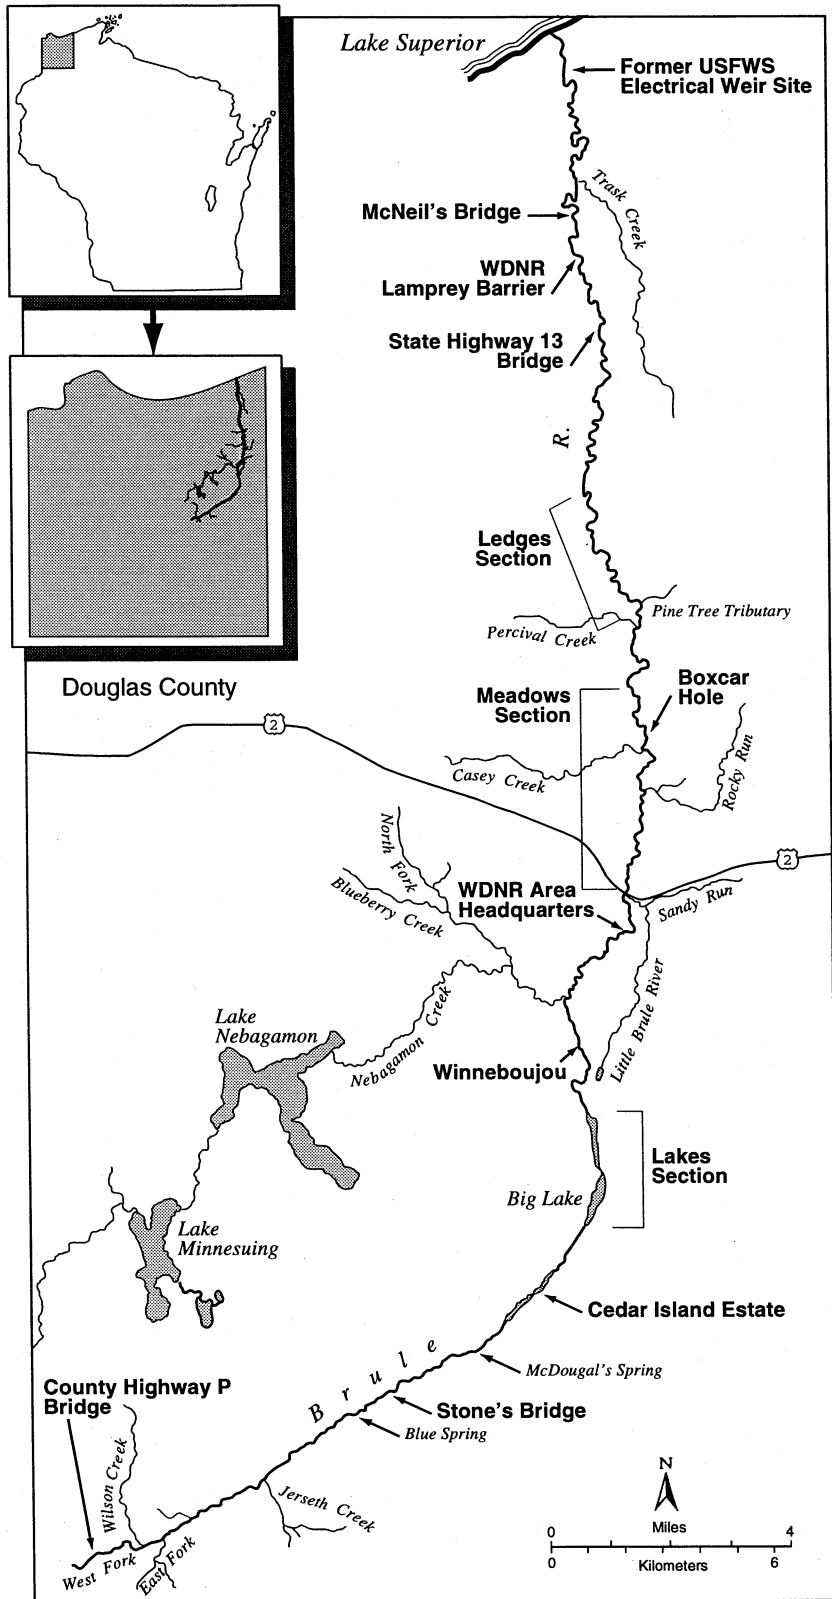 Lake Superior
Former USFWS
Electrical Weir Site
Trask Creek
McNeil's Bridge
WDNR
Lamprey Barrier
State Highway 13
Bridge
R.
Ledges
Section
Pine Tree Tributary
Percival Creek
Douglas County
Boxcar
Hole
Meadows
Section
2
Casey Creek
Rocky Run
North Fork
2
Blueberry Creek
WDNR Area
Headquarters
Sandy Run
Little Brule River
Lake
Nebagamon
Nebagamon Creek
Winneboujou
Lakes
Section
Big Lake
Lake
Minnesuing
Cedar Island Estate
Brule
McDougal's Spring
County Highway P
Bridge
Stone's Bridge
Blue Spring
Wilson Creek
Jerseth Creek
West Fork
East Fork
N
Miles
0 4
0 6
Kilometers